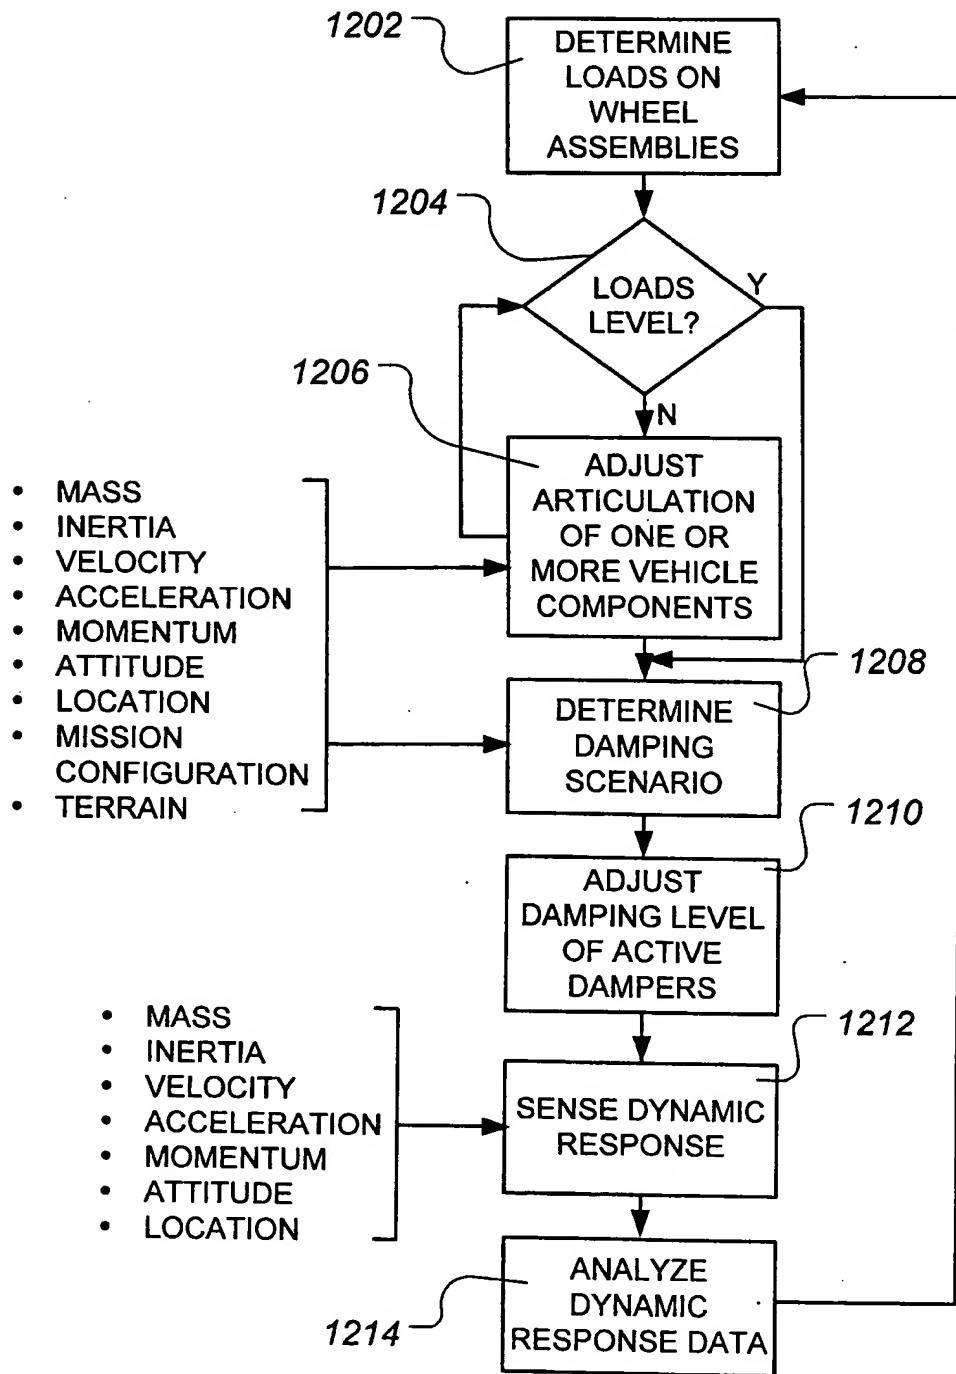 1202
DETERMINE
LOADS ON
WHEEL
ASSEMBLIES
1204
LOADS
LEVEL?
Y
N
1206
ADJUST
ARTICULATION
OF ONE OR
MORE VEHICLE
COMPONENTS
• MASS
• INERTIA
• VELOCITY
• ACCELERATION
• MOMENTUM
• ATTITUDE
• LOCATION
• MISSION
CONFIGURATION
• TERRAIN
1208
DETERMINE
DAMPING
SCENARIO
1210
ADJUST
DAMPING LEVEL
OF ACTIVE
DAMPERS
• MASS
• INERTIA
• VELOCITY
• ACCELERATION
• MOMENTUM
• ATTITUDE
• LOCATION
1212
SENSE DYNAMIC
RESPONSE
1214
ANALYZE
DYNAMIC
RESPONSE DATA